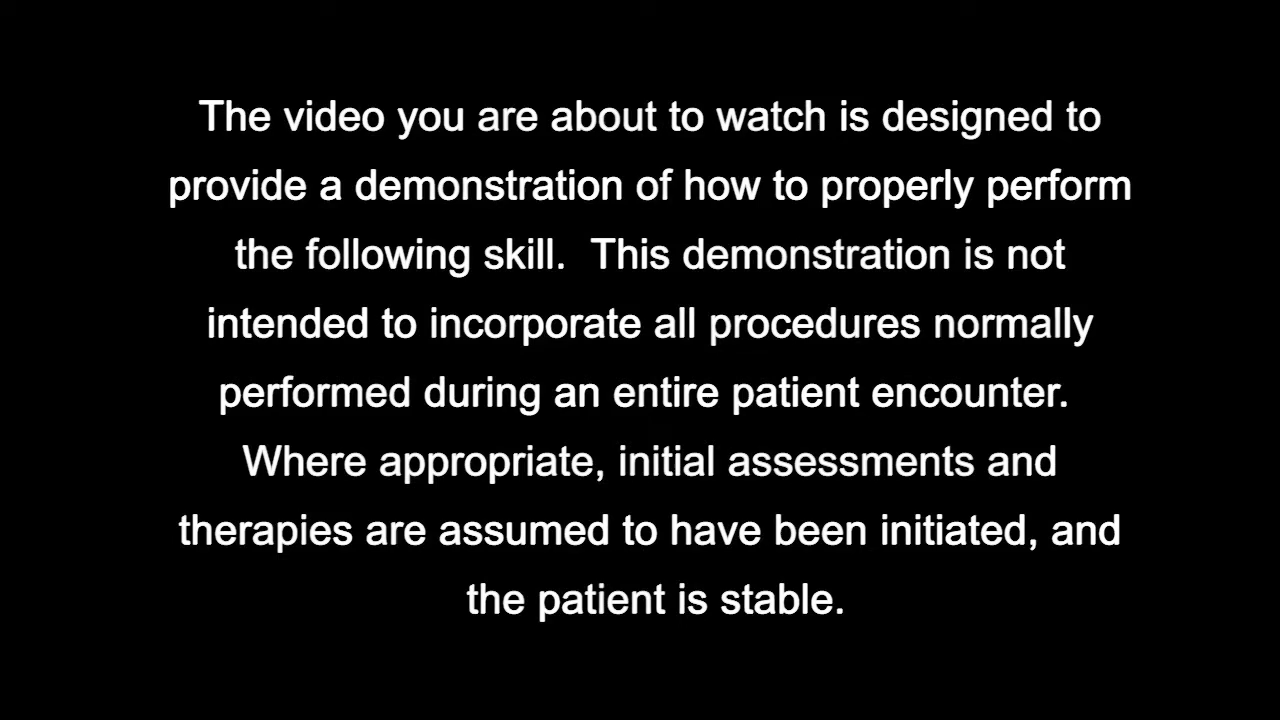 The video you are about to watch is designed to
provide a demonstration of how to properly perform
the following skill.  This demonstration is not
intended to incorporate all procedures normally
performed during an entire patient encounter.
Where appropriate, initial assessments and
therapies are assumed to have been initiated, and
the patient is stable.